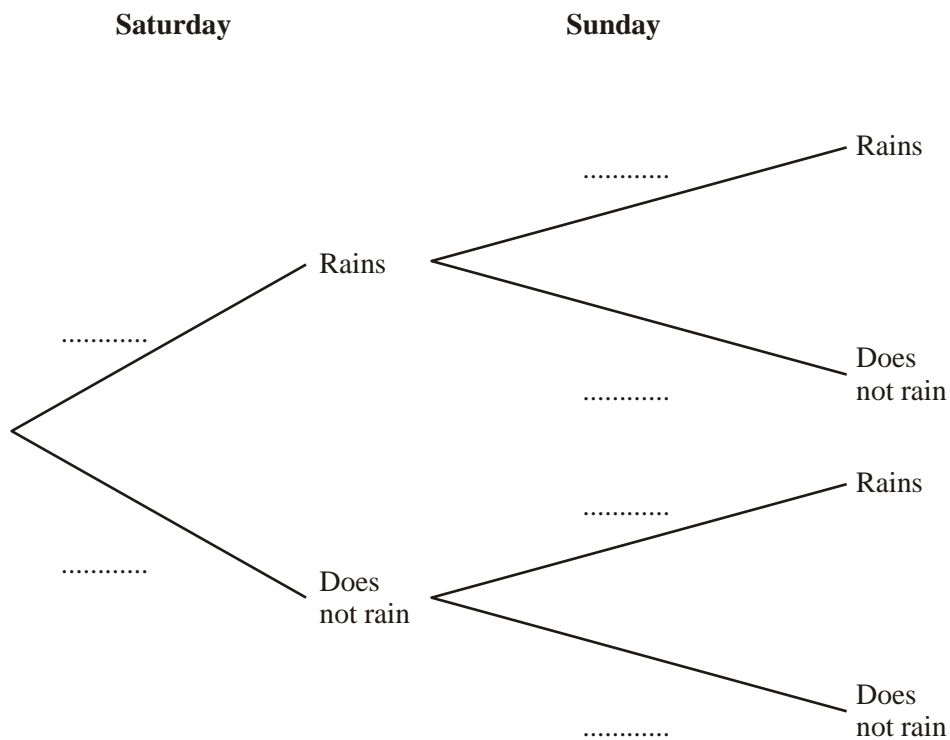 Saturday
Sunday
Rains
............
Rains
............
Does
not rain
............
Rains
............
............
Does
not rain
Does
not rain
............